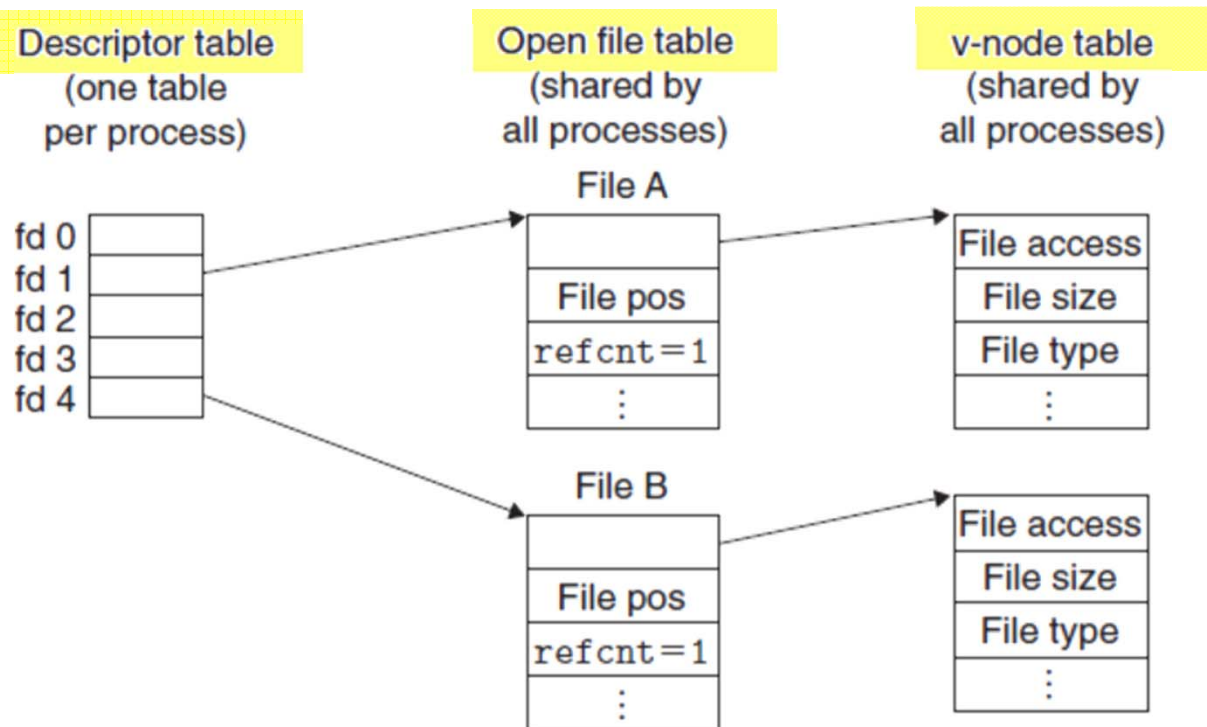 Descriptor table
(one table
per process)
Open file table
(shared by
all processes)
v-node table
(shared by
all processes)
fd 0
fd 1
fd 2
fd 3
fd 4
File A
File pos
refcnt=1
⋮
File access
File size
File type
⋮
File B
File pos
refcnt=1
⋮
File access
File size
File type
⋮